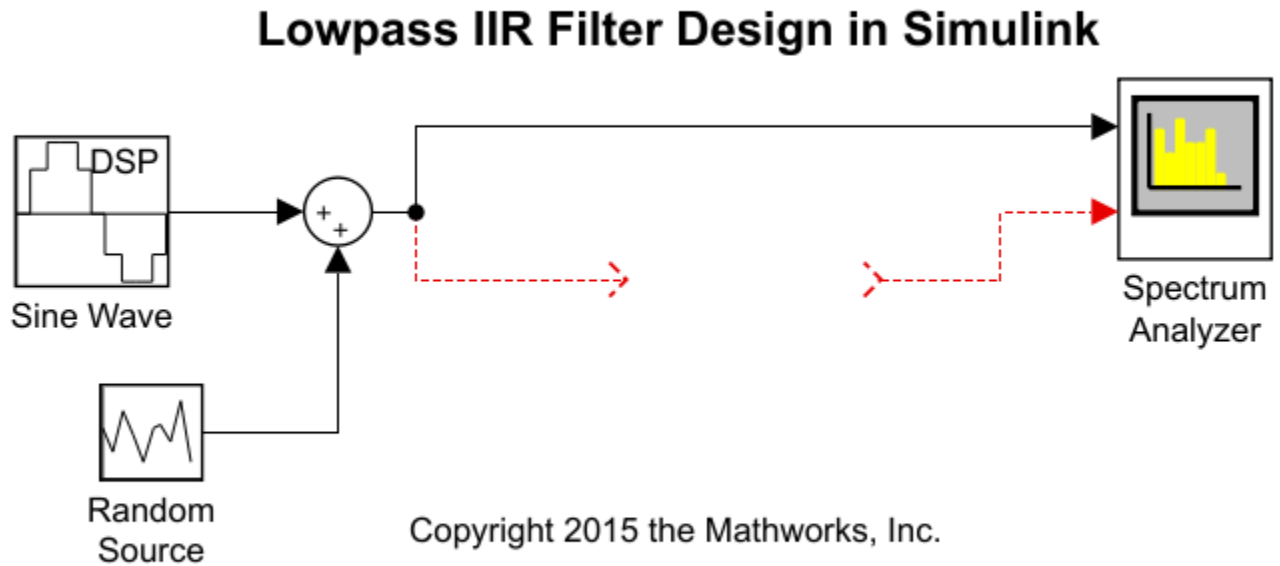 Lowpass IIR Filter Design in Simulink
DSP
+
+
Sine Wave
Spectrum
Analyzer
Random
Source
Copyright 2015 the Mathworks, Inc.